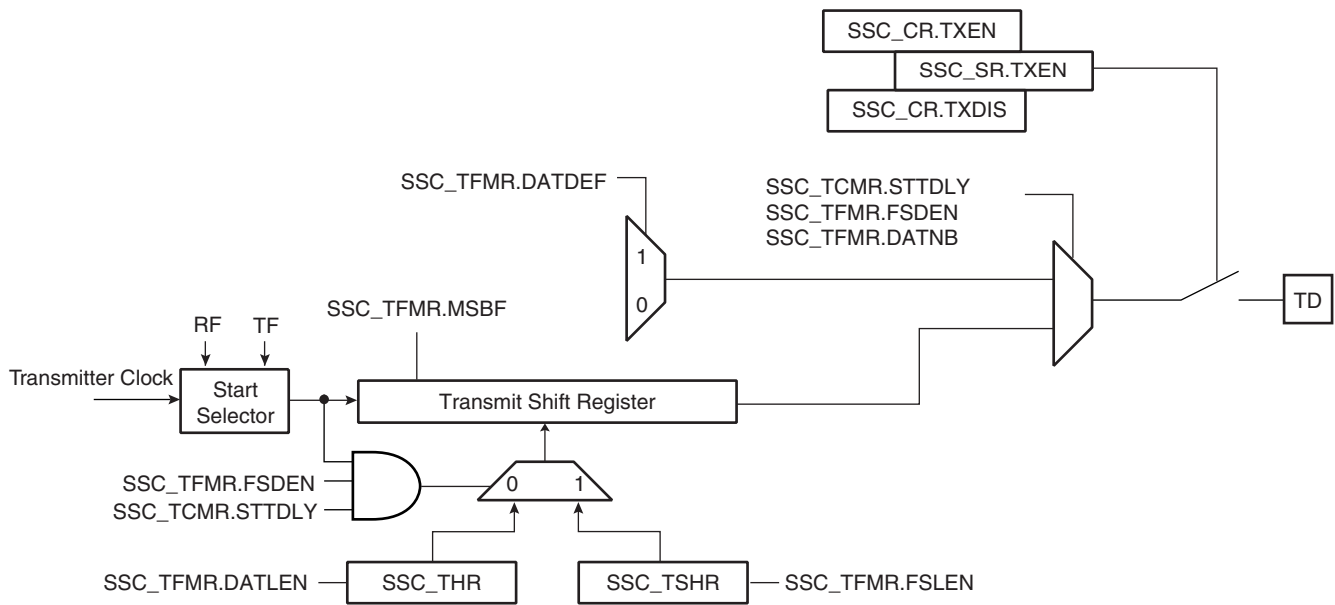 SSC_CR.TXEN
SSC_SR.TXEN
SSC_CR.TXDIS
SSC_TFMR.DATDEF
SSC_TCMR.STTDLY
SSC_TFMR.FSDEN
SSC_TFMR.DATNB
1
0
TD
SSC_TFMR.MSBF
RF TF
Transmitter Clock
Start
Selector
Transmit Shift Register
SSC_TFMR.FSDEN
SSC_TCMR.STTDLY
0 1
SSC_TFMR.DATLEN
SSC_THR
SSC_TSHR
SSC_TFMR.FSLEN